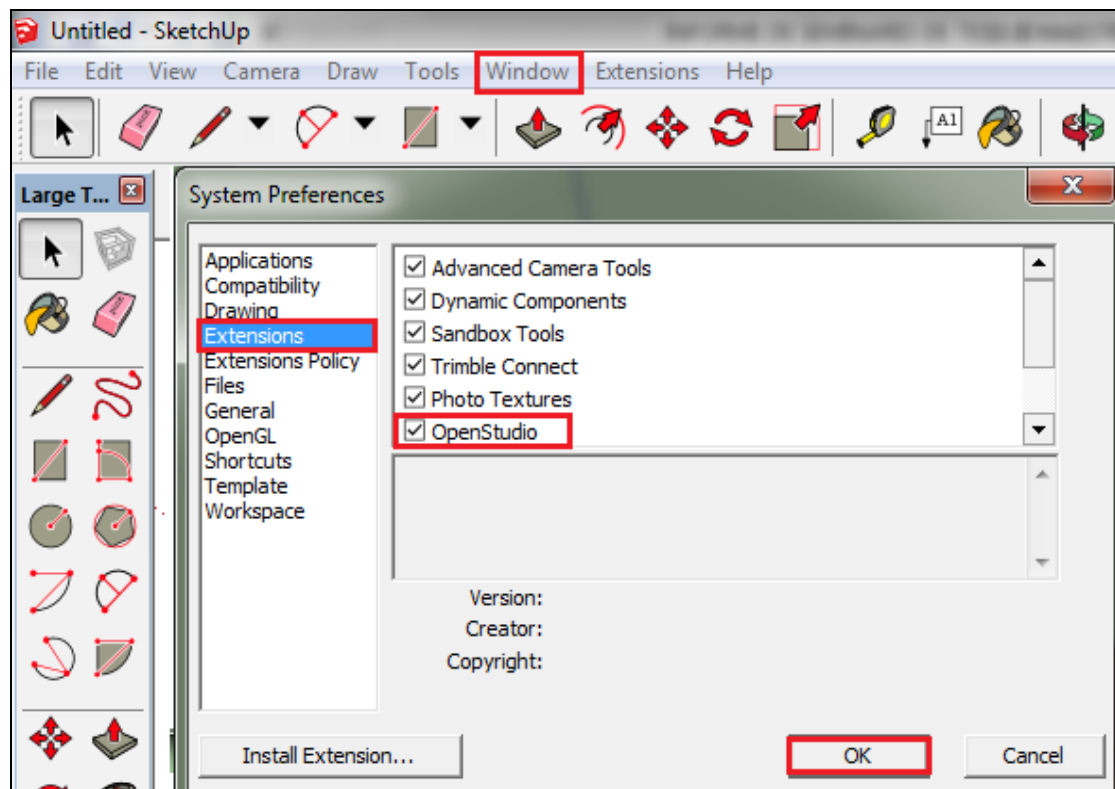 Untitled - SketchUp
File Edit View Camera Draw Tools Window Extensions Help
A1
Large T...
System Preferences
Applications
Compatibility
Drawing
Extensions
Extensions Policy
Files
General
OpenGL
Shortcuts
Template
Workspace
Advanced Camera Tools
Dynamic Components
Sandbox Tools
Trimble Connect
Photo Textures
OpenStudio
Version:
Creator:
Copyright:
Install Extension...
OK
Cancel